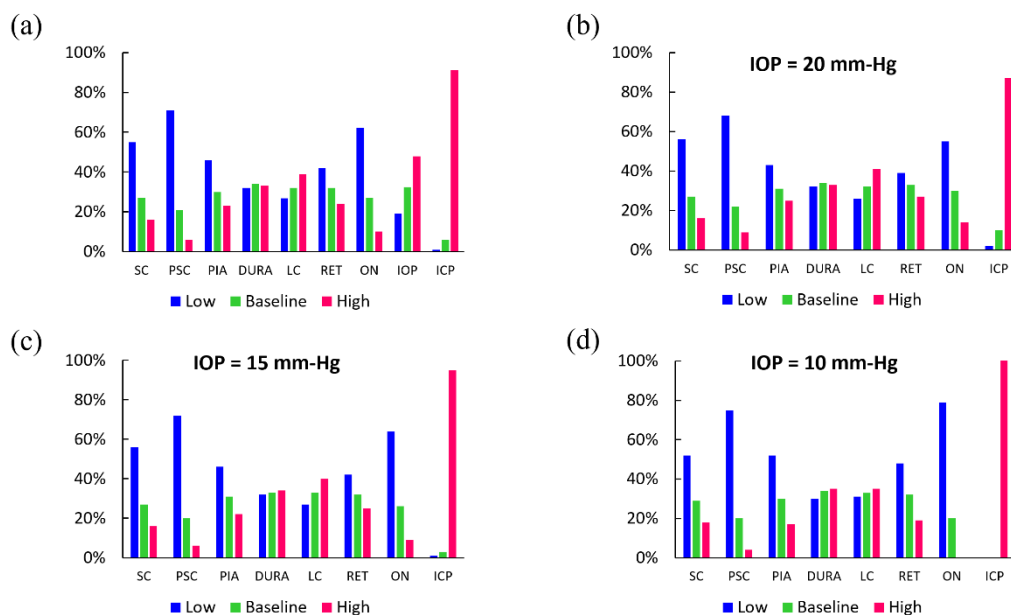 (a)
100%
80%
60%
40%
20%
0%
SC PSC PIA DURA LC RET ON IOP ICP
Low Baseline High
(b)
IOP = 20 mm-Hg
100%
80%
60%
40%
20%
0%
SC PSC PIA DURA LC RET ON ICP
Low Baseline High
(c)
IOP = 15 mm-Hg
100%
80%
60%
40%
20%
0%
SC PSC PIA DURA LC RET ON ICP
Low Baseline High
(d)
IOP = 10 mm-Hg
100%
80%
60%
40%
20%
0%
SC PSC PIA DURA LC RET ON ICP
Low Baseline High